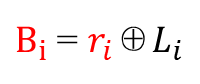 Bᵢ = rᵢ ⊕ Lᵢ